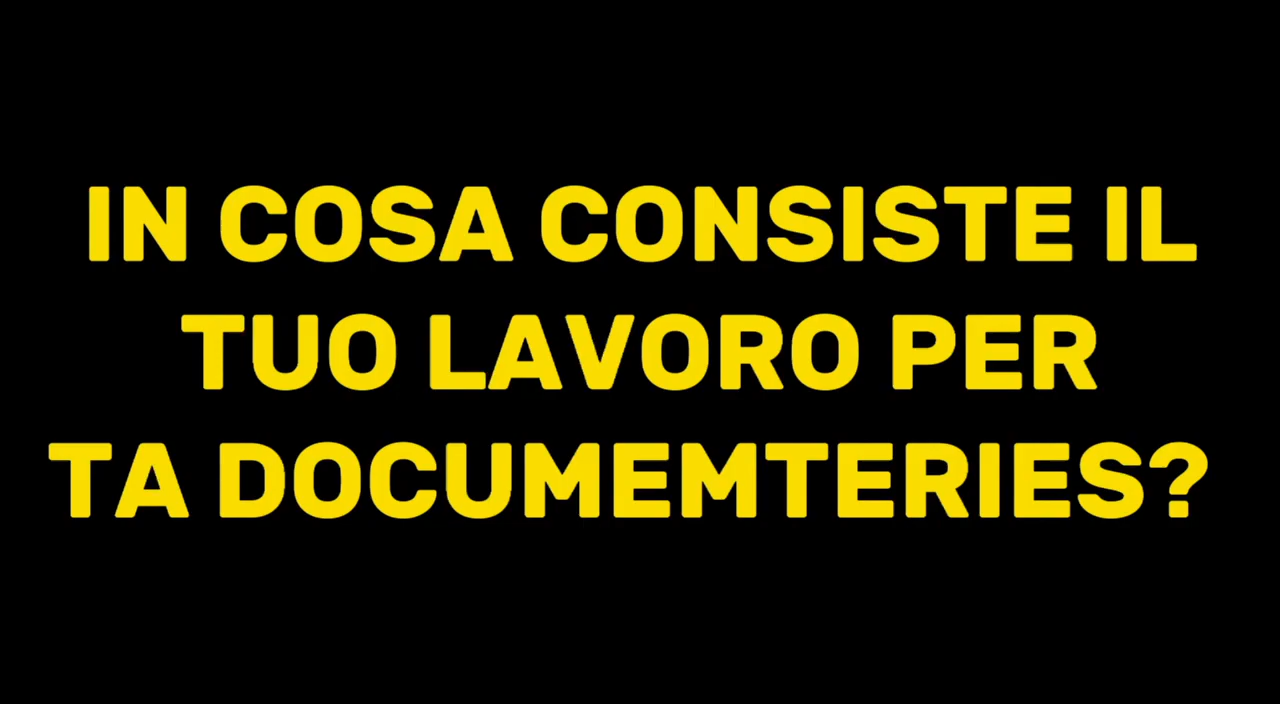 IN COSA CONSISTE IL
TUO LAVORO PER
TA DOCUMEMTERIES?